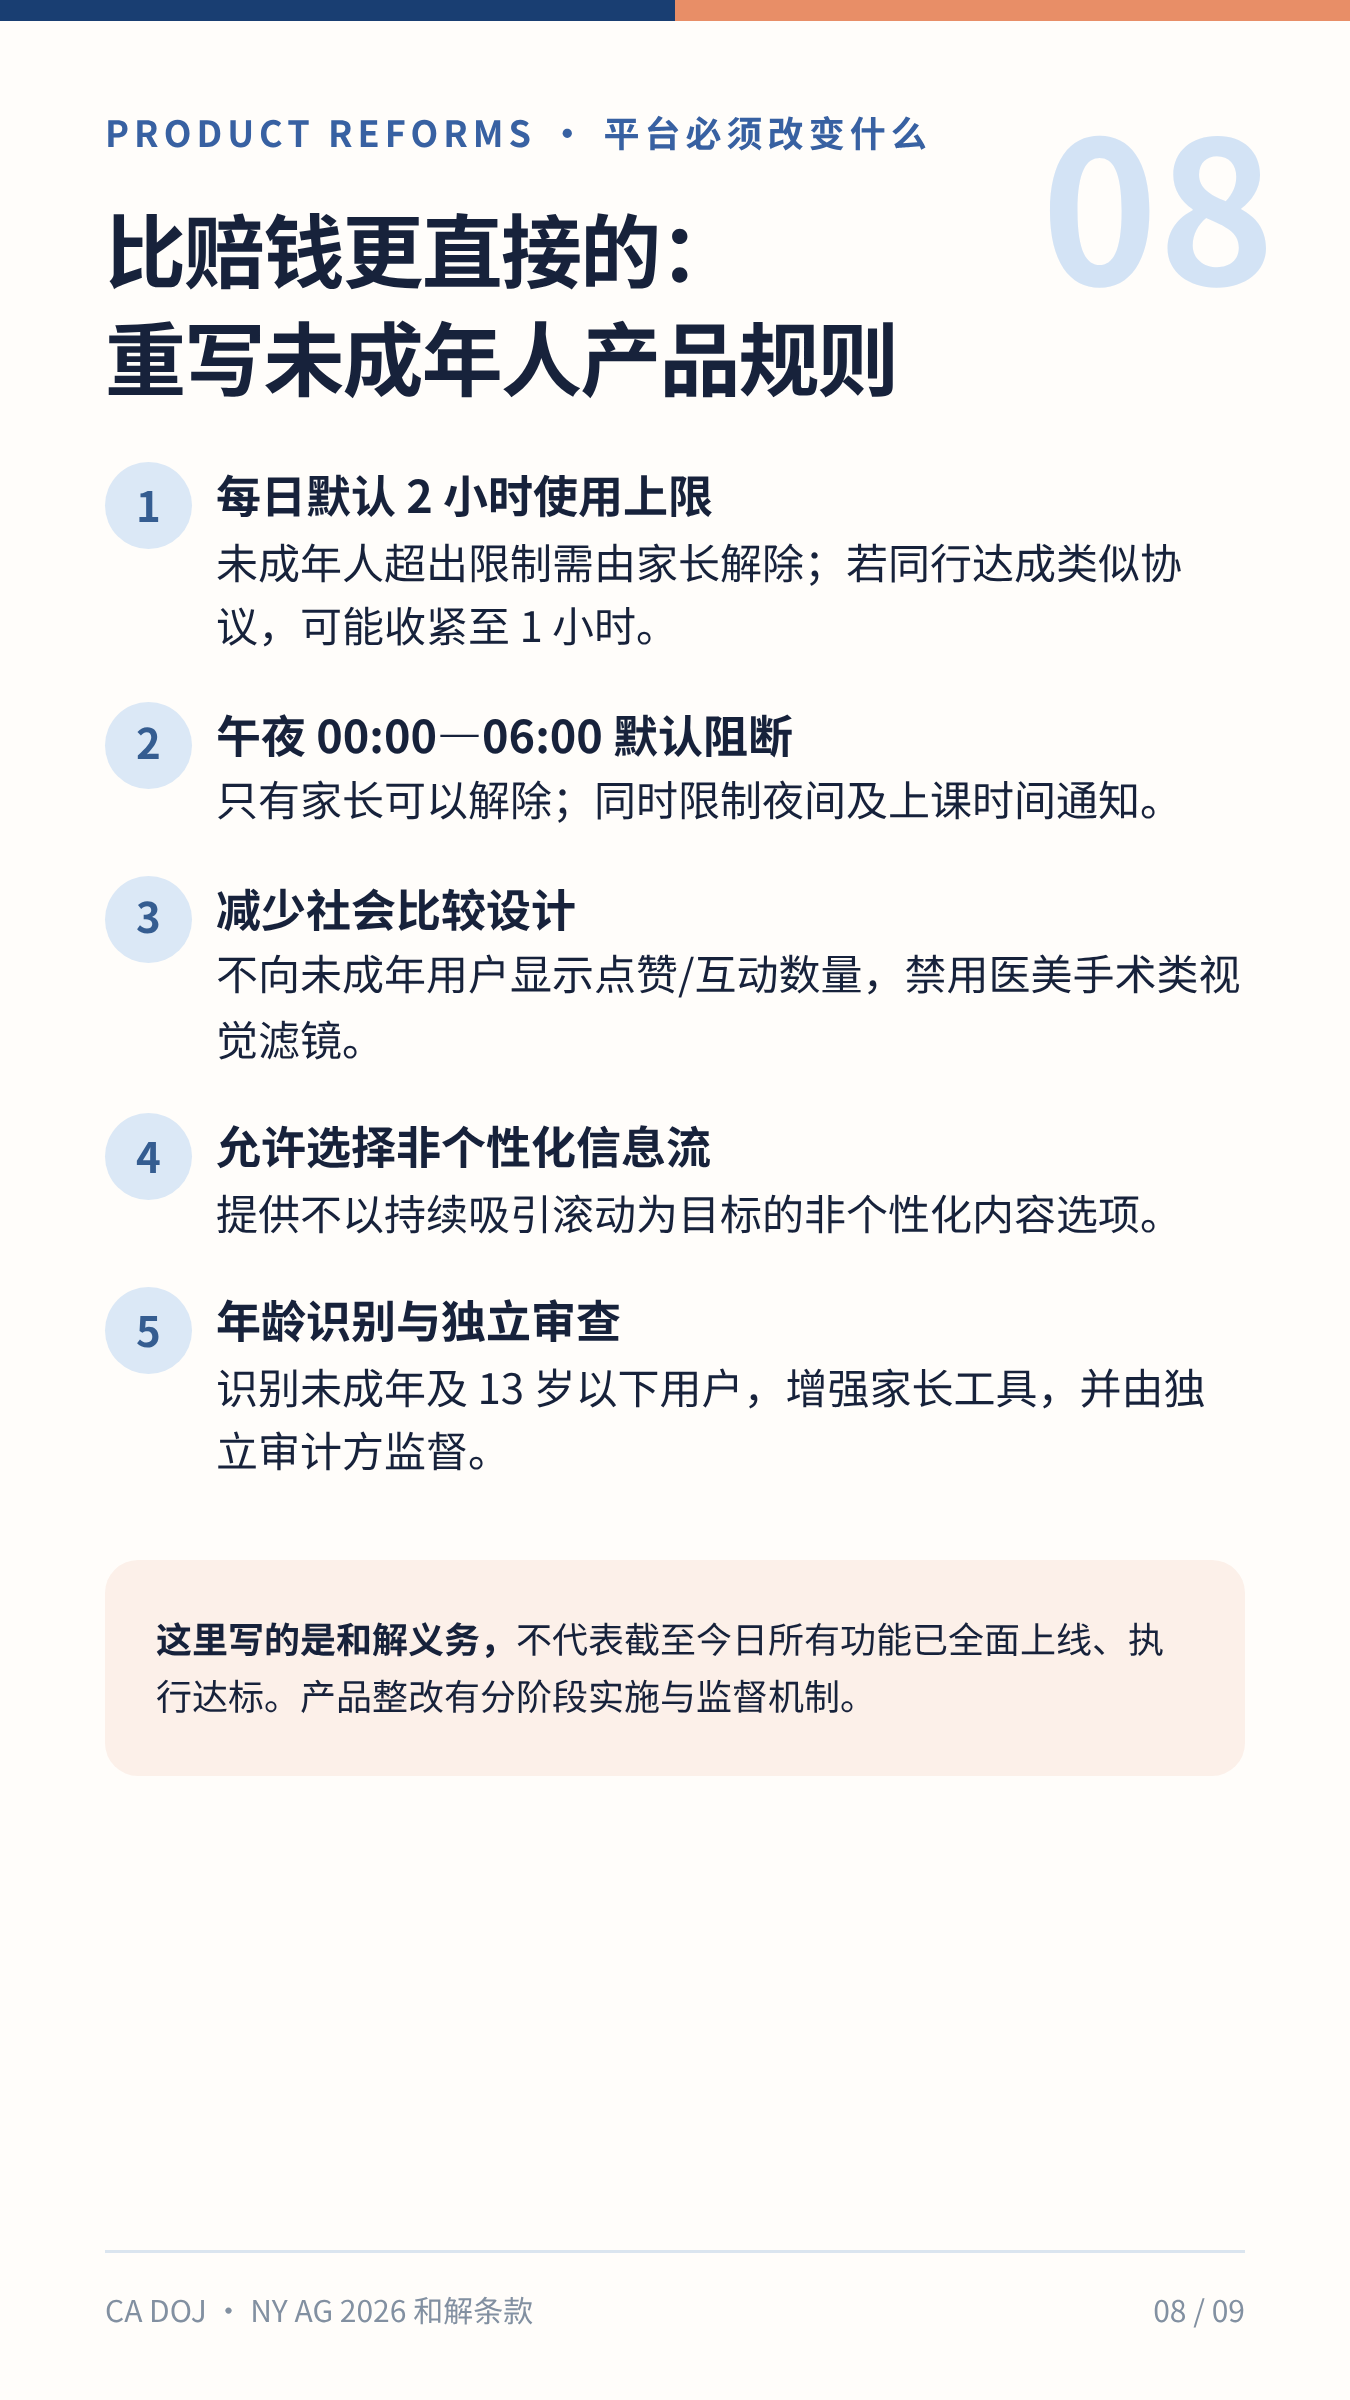 PRODUCT REFORMS · 平台必须改变什么
08
比赔钱更直接的：
重写未成年人产品规则
1
每日默认 2 小时使用上限
未成年人超出限制需由家长解除；若同行达成类似协
议，可能收紧至 1 小时。
2
午夜 00:00—06:00 默认阻断
只有家长可以解除；同时限制夜间及上课时间通知。
3
减少社会比较设计
不向未成年用户显示点赞/互动数量，禁用医美手术类视
觉滤镜。
4
允许选择非个性化信息流
提供不以持续吸引滚动为目标的非个性化内容选项。
5
年龄识别与独立审查
识别未成年及 13 岁以下用户，增强家长工具，并由独
立审计方监督。
这里写的是和解义务，不代表截至今日所有功能已全面上线、执
行达标。产品整改有分阶段实施与监督机制。
CA DOJ · NY AG 2026 和解条款
08 / 09